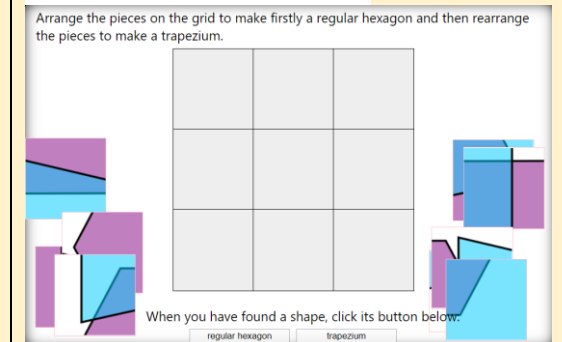 Arrange the pieces on the grid to make firstly a regular hexagon and then rearrange
the pieces to make a trapezium.
When you have found a shape, click its button below.
regular hexagon
trapezium